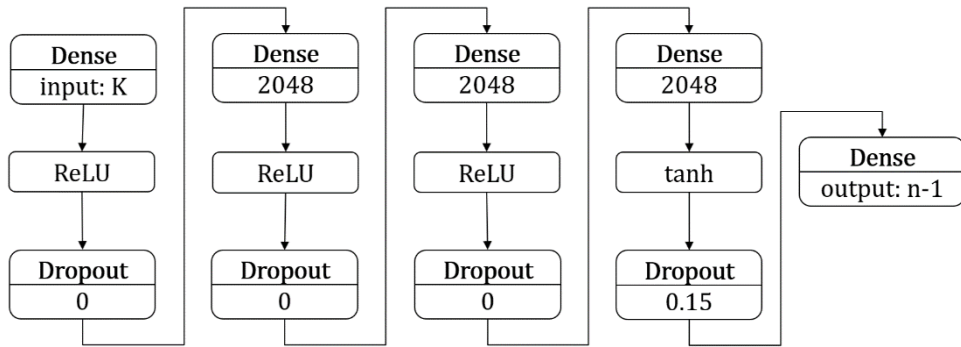 Dense
input: K
ReLU
Dropout
0
Dense
2048
ReLU
Dropout
0
Dense
2048
ReLU
Dropout
0
Dense
2048
tanh
Dropout
0.15
Dense
output: n-1